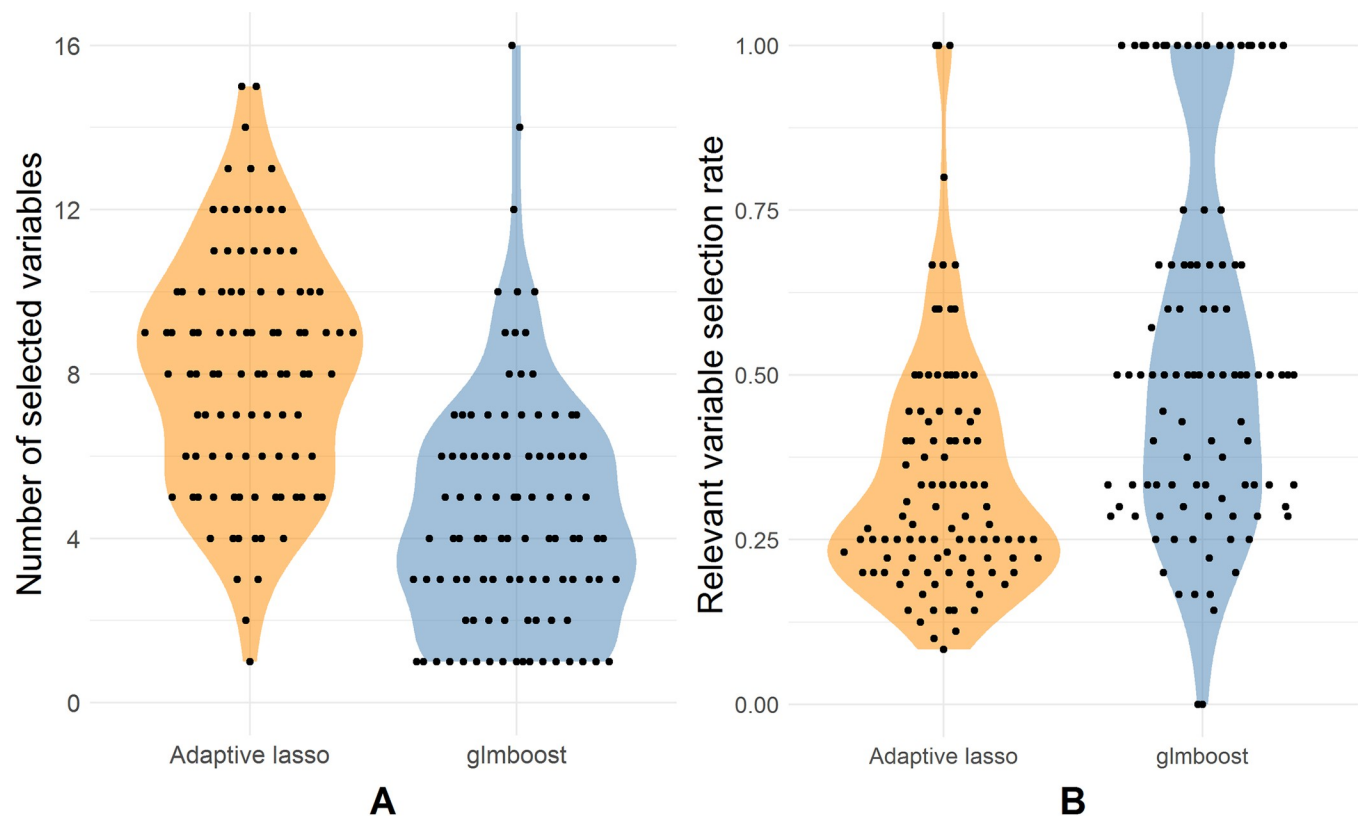 Number of selected variables
16
12
8
4
0
Adaptive lasso
glmboost
A
Relevant variable selection rate
1.00
0.75
0.50
0.25
0.00
Adaptive lasso
glmboost
B